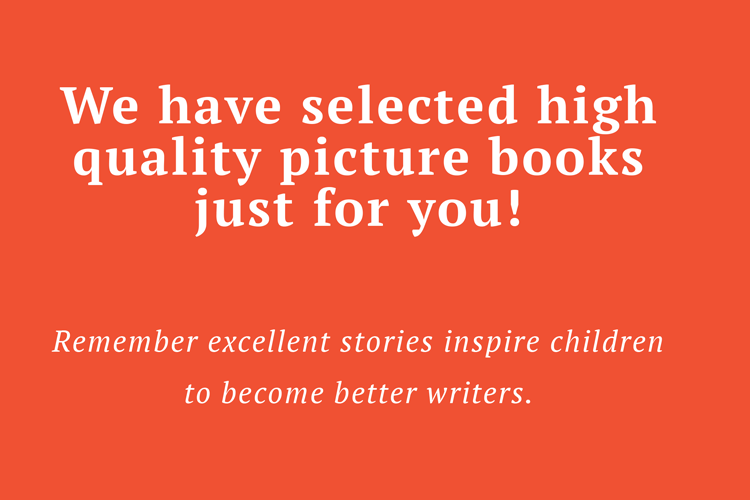 We have selected high
quality picture books
just for you!
Remember excellent stories inspire children
to become better writers.